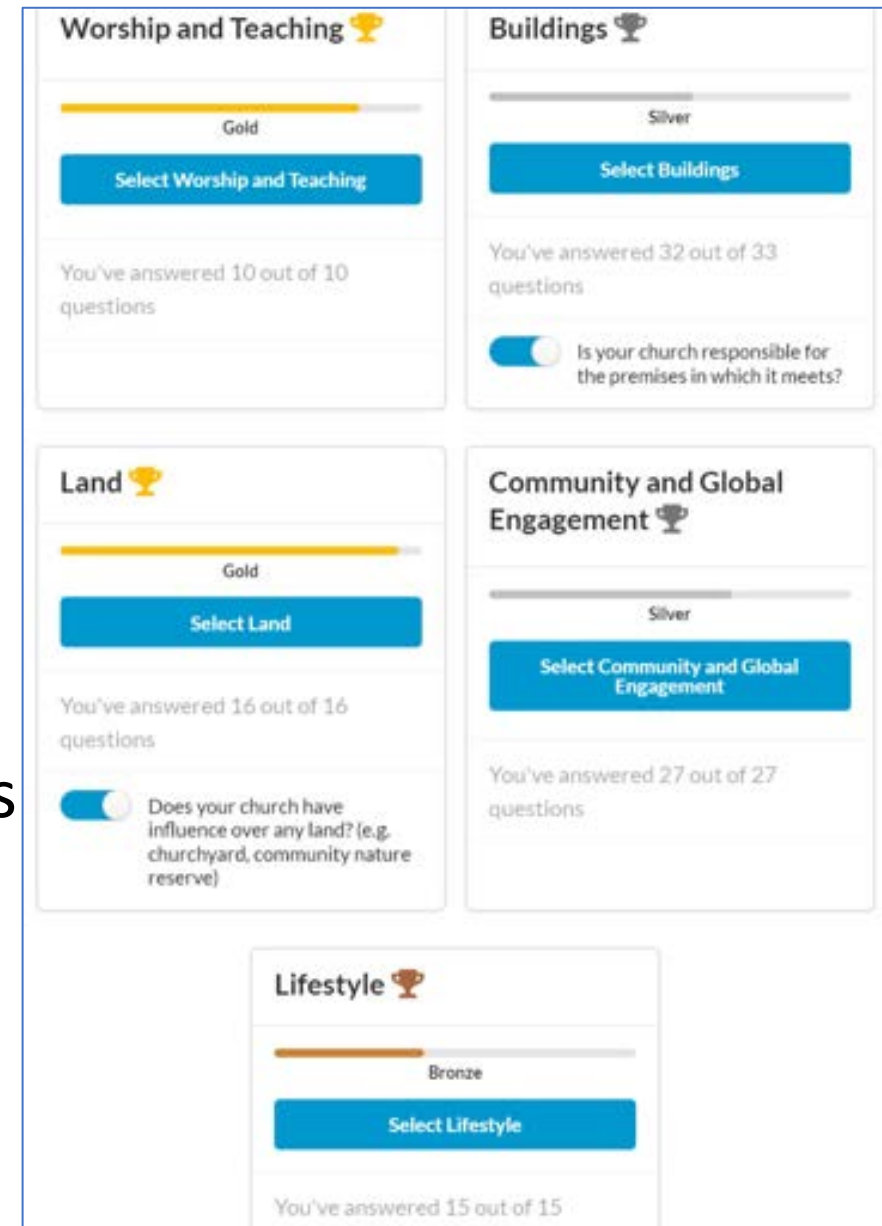 Worship and Teaching
Gold
Select Worship and Teaching
You've answered 10 out of 10
questions
Buildings
Silver
Select Buildings
You've answered 32 out of 33
questions
Is your church responsible for
the premises in which it meets?
Land
Gold
Select Land
You've answered 16 out of 16
questions
Does your church have
influence over any land? (e.g.
churchyard, community nature
reserve)
Community and Global
Engagement
Silver
Select Community and Global
Engagement
You've answered 27 out of 27
questions
s
Lifestyle
Bronze
Select Lifestyle
You've answered 15 out of 15